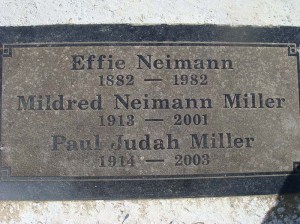 Effie Neimann
1882 — 1982
Mildred Neimann Miller
1913 — 2001
Paul Judah Miller
1914 — 2003